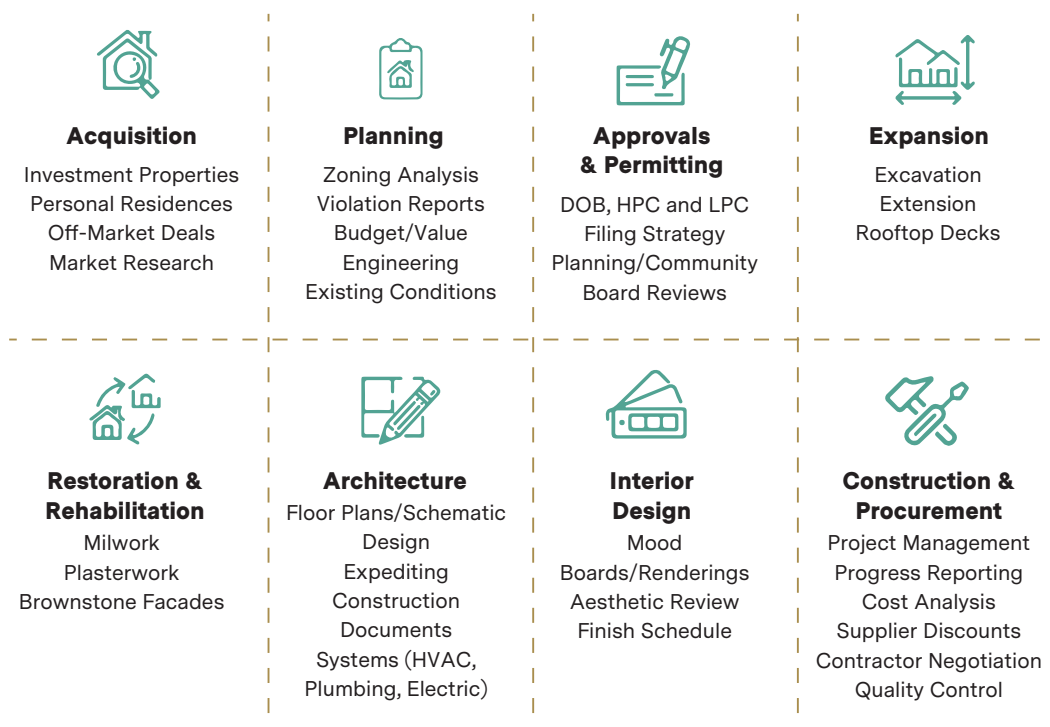 Acquisition
Investment Properties
Personal Residences
Off-Market Deals
Market Research
Planning
Zoning Analysis
Violation Reports
Budget/Value
Engineering
Existing Conditions
Approvals
& Permitting
DOB, HPC and LPC
Filing Strategy
Planning/Community
Board Reviews
Expansion
Excavation
Extension
Rooftop Decks
Restoration &
Rehabilitation
Milwork
Plasterwork
Brownstone Facades
Architecture
Floor Plans/Schematic
Design
Expediting
Construction
Documents
Systems (HVAC,
Plumbing, Electric)
Interior
Design
Mood
Boards/Renderings
Aesthetic Review
Finish Schedule
Construction &
Procurement
Project Management
Progress Reporting
Cost Analysis
Supplier Discounts
Contractor Negotiation
Quality Control